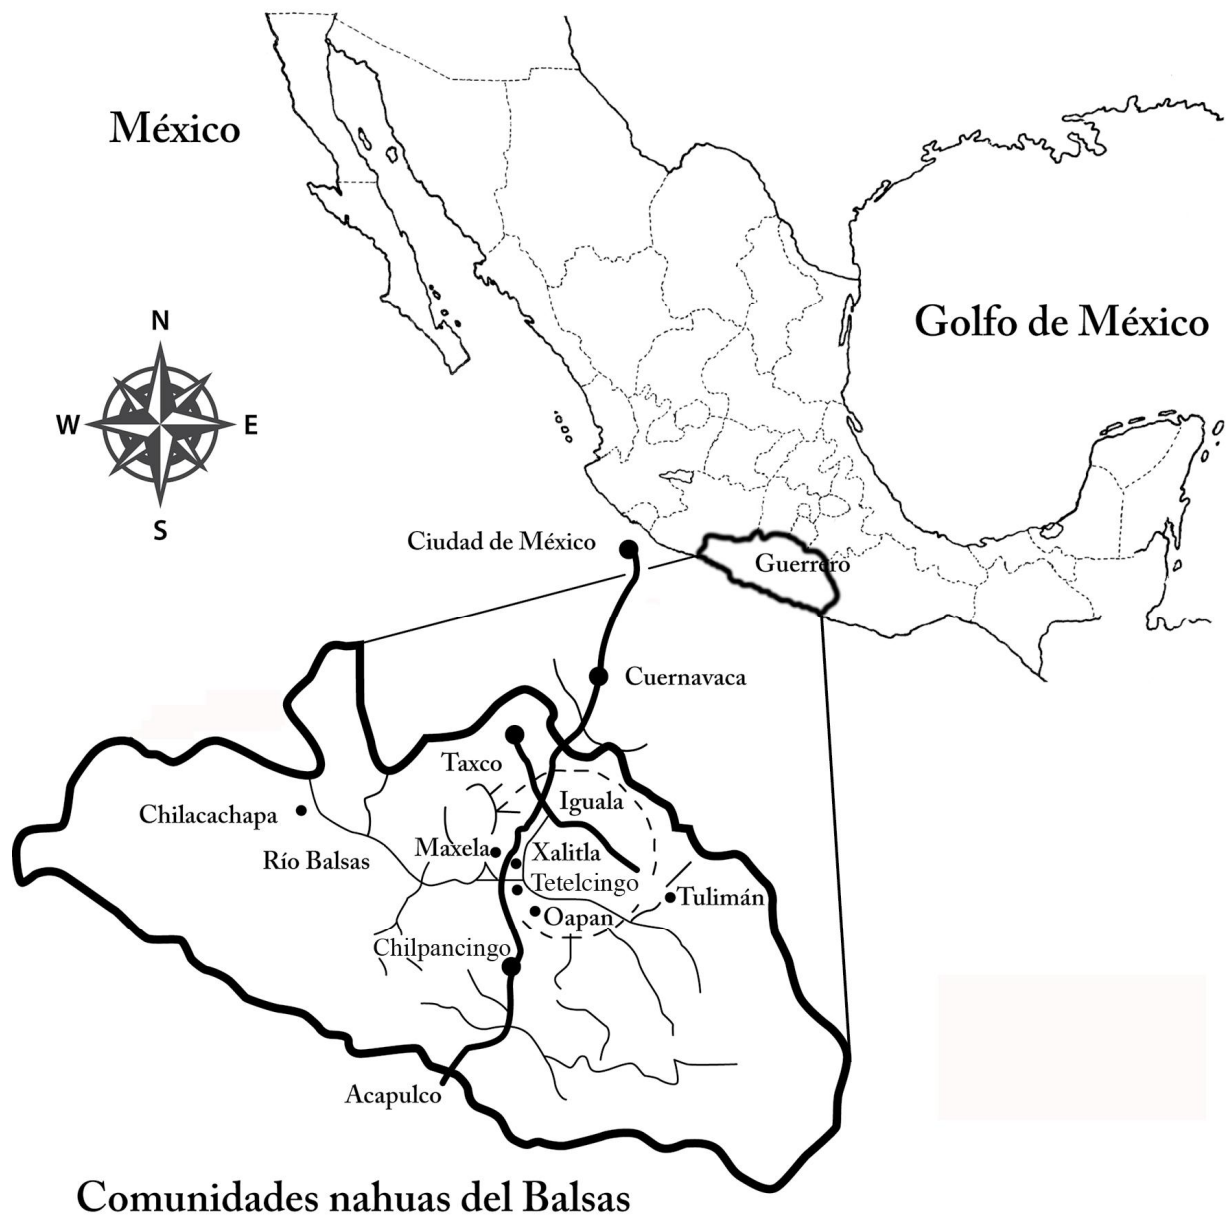 México
Golfo de México
N
W
E
S
Ciudad de México
Guerrero
Cuernavaca
Taxco
Iguala
Chilacachapa
Río Balsas
Maxela
Xalitla
Tetelcingo
Tulimán
Oapan
Chilpancingo
Acapulco
Comunidades nahuas del Balsas